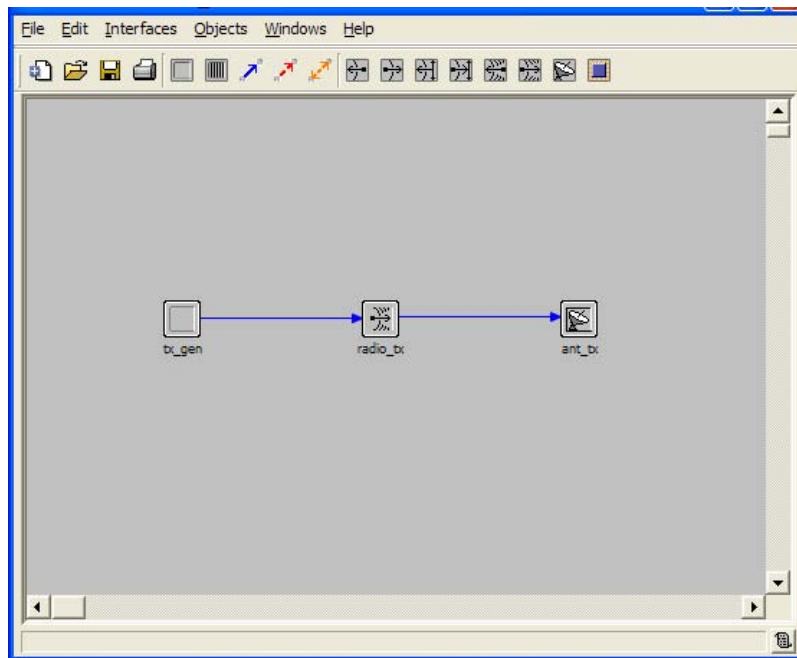 File Edit Interfaces Objects Windows Help
tx_gen radio_tx ant_tx